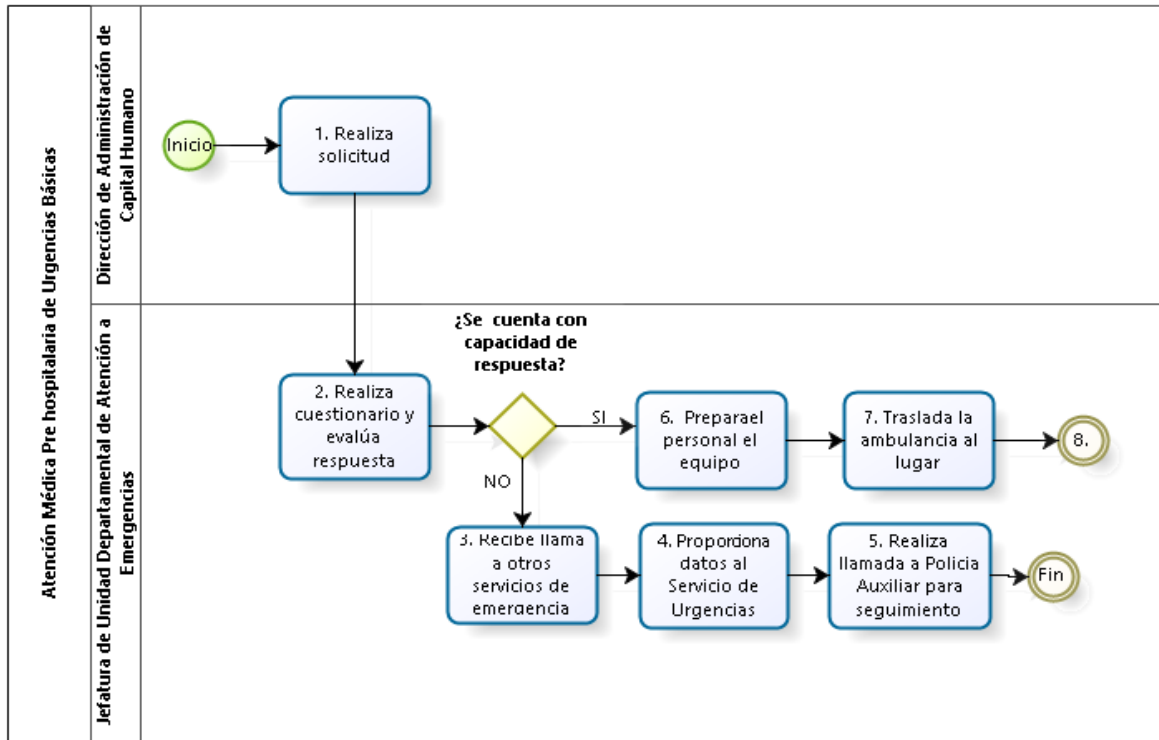 Atención Médica Pre hospitalaria de Urgencias Básicas
Dirección de Administración de
Capital Humano
Inicio
1. Realiza
solicitud
Jefatura de Unidad Departamental de Atención a
Emergencias
¿Se cuenta con
capacidad de
respuesta?
2. Realiza
cuestionario y
evalúa
respuesta
SI
6. Preparael
personal el
equipo
7. Traslada la
ambulancia al
lugar
8.
NO
3. Recibe llama
a otros
servicios de
emergencia
4. Proporciona
datos al
Servicio de
Urgencias
5. Realiza
llamada a Policia
Auxiliar para
seguimiento
Fin